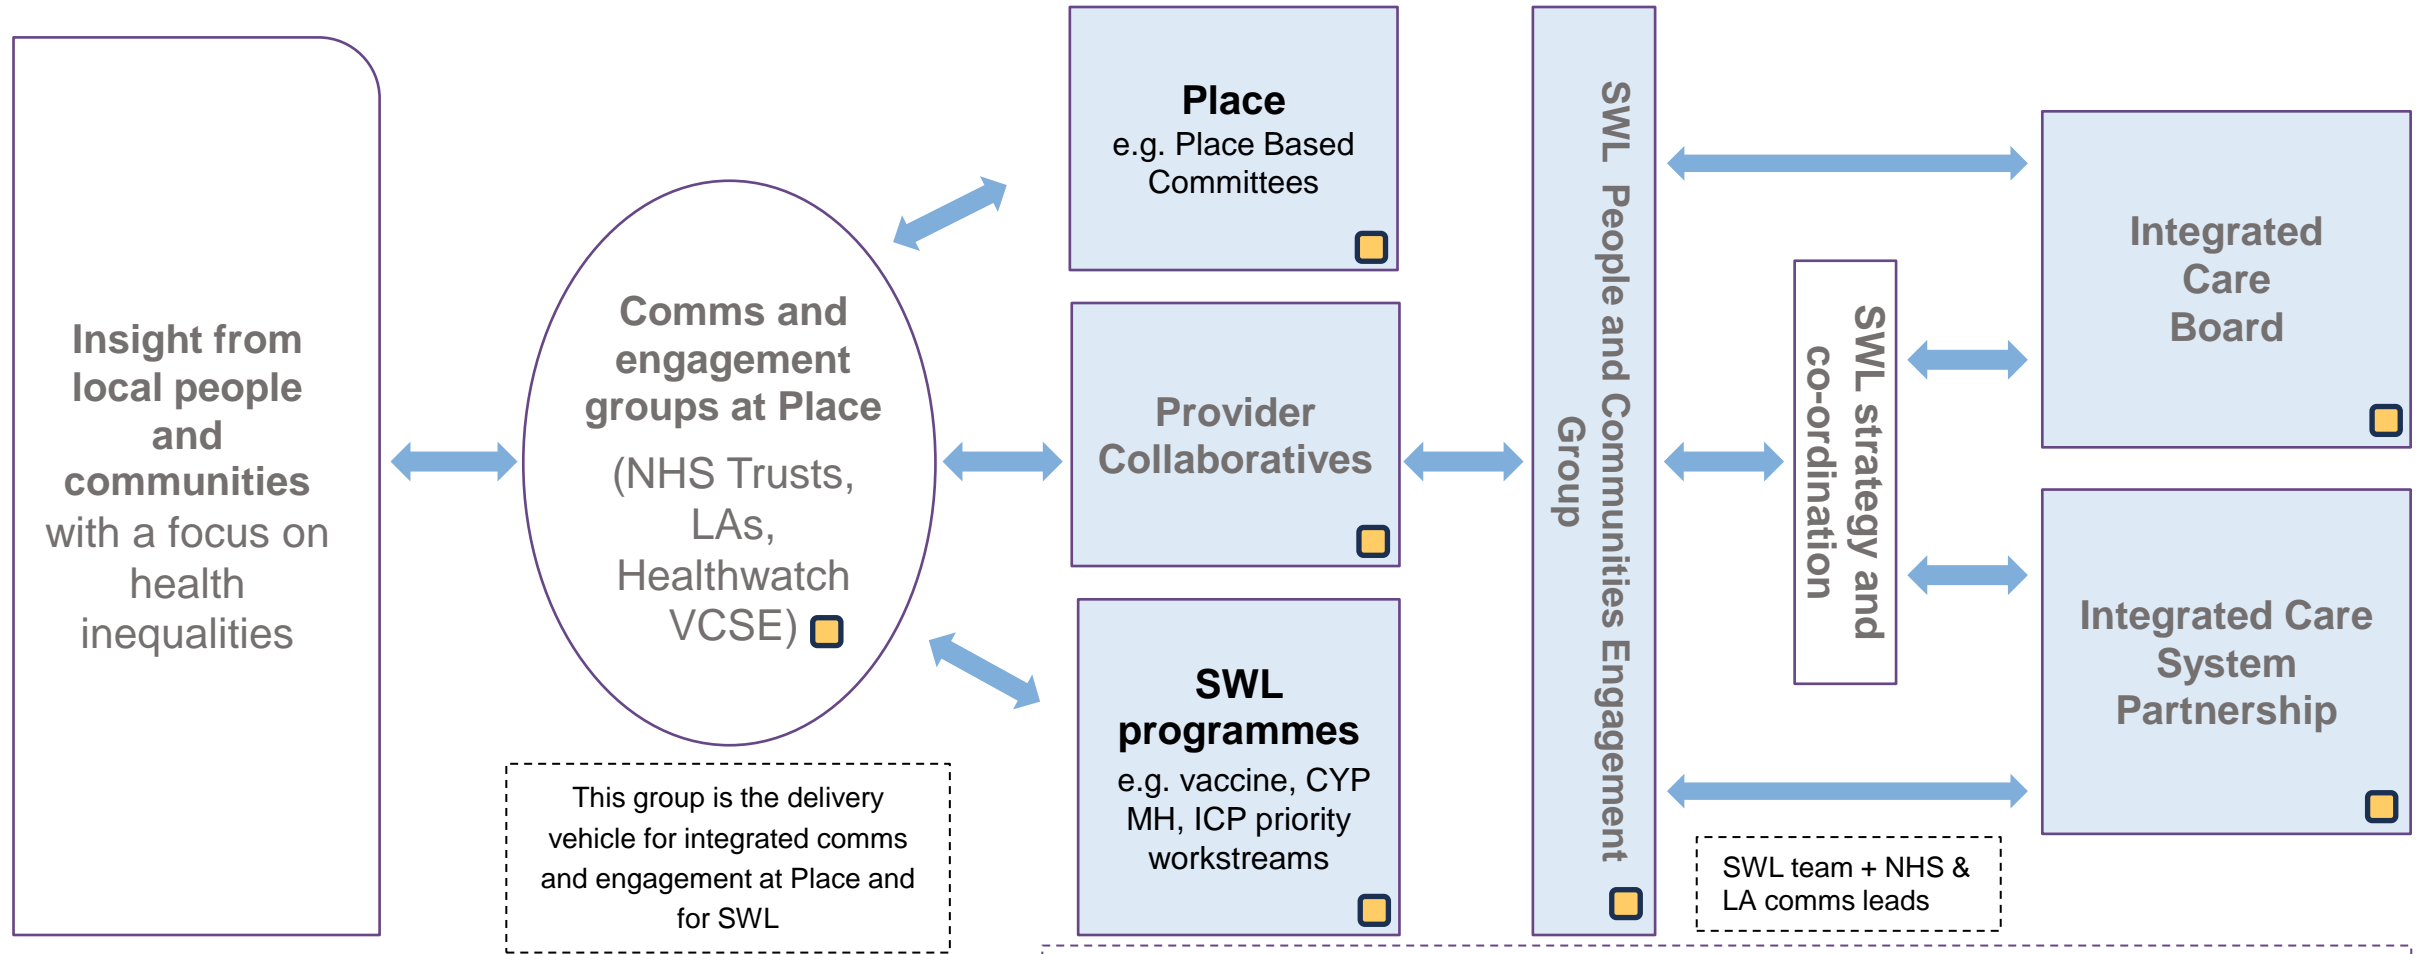 Insight from
local people
and
communities
with a focus on
health
inequalities
Comms and
engagement
groups at Place
(NHS Trusts,
LAs,
Healthwatch
VCSE)
This group is the delivery
vehicle for integrated comms
and engagement at Place and
for SWL
Place
e.g. Place Based
Committees
Provider
Collaboratives
SWL
programmes
e.g. vaccine, CYP
MH, ICP priority
workstreams
SWL People and Communities Engagement
Group
SWL strategy and
co-ordination
SWL team + NHS &
LA comms leads
Integrated
Care
Board
Integrated Care
System
Partnership